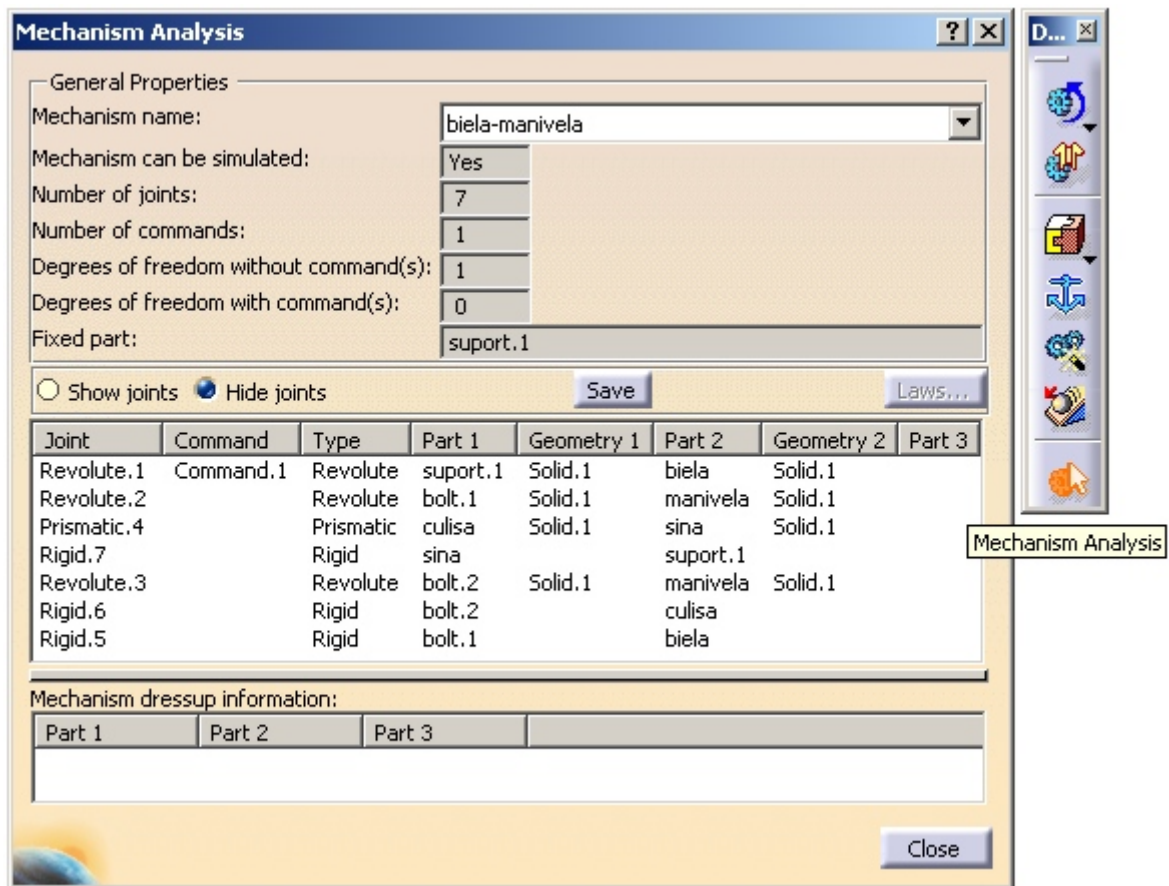 Mechanism Analysis
D...
General Properties
Mechanism name: biela-manivela
Mechanism can be simulated: Yes
Number of joints: 7
Number of commands: 1
Degrees of freedom without command(s): 1
Degrees of freedom with command(s): 0
Fixed part: suport.1
Show joints Hide joints Save Laws...
Joint Command Type Part 1 Geometry 1 Part 2 Geometry 2 Part 3
Revolute.1 Command.1 Revolute suport.1 Solid.1 biela Solid.1
Revolute.2 Revolute bolt.1 Solid.1 manivela Solid.1
Prismatic.4 Prismatic culisa Solid.1 sina Solid.1
Rigid.7 Rigid sina suport.1
Revolute.3 Revolute bolt.2 Solid.1 manivela Solid.1
Rigid.6 Rigid bolt.2 culisa
Rigid.5 Rigid bolt.1 biela
Mechanism Analysis
Mechanism dressup information:
Part 1 Part 2 Part 3
Close